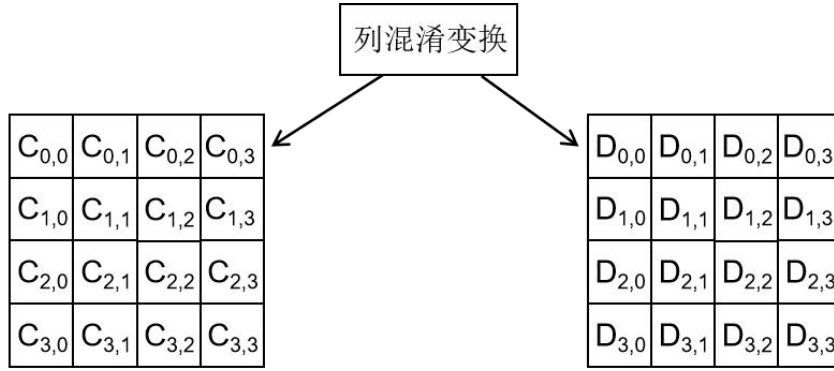 列混淆变换
C0,0 C0,1 C0,2 C0,3 D0,0 D0,1 D0,2 D0,3
C1,0 C1,1 C1,2 C1,3 D1,0 D1,1 D1,2 D1,3
C2,0 C2,1 C2,2 C2,3 D2,0 D2,1 D2,2 D2,3
C3,0 C3,1 C3,2 C3,3 D3,0 D3,1 D3,2 D3,3